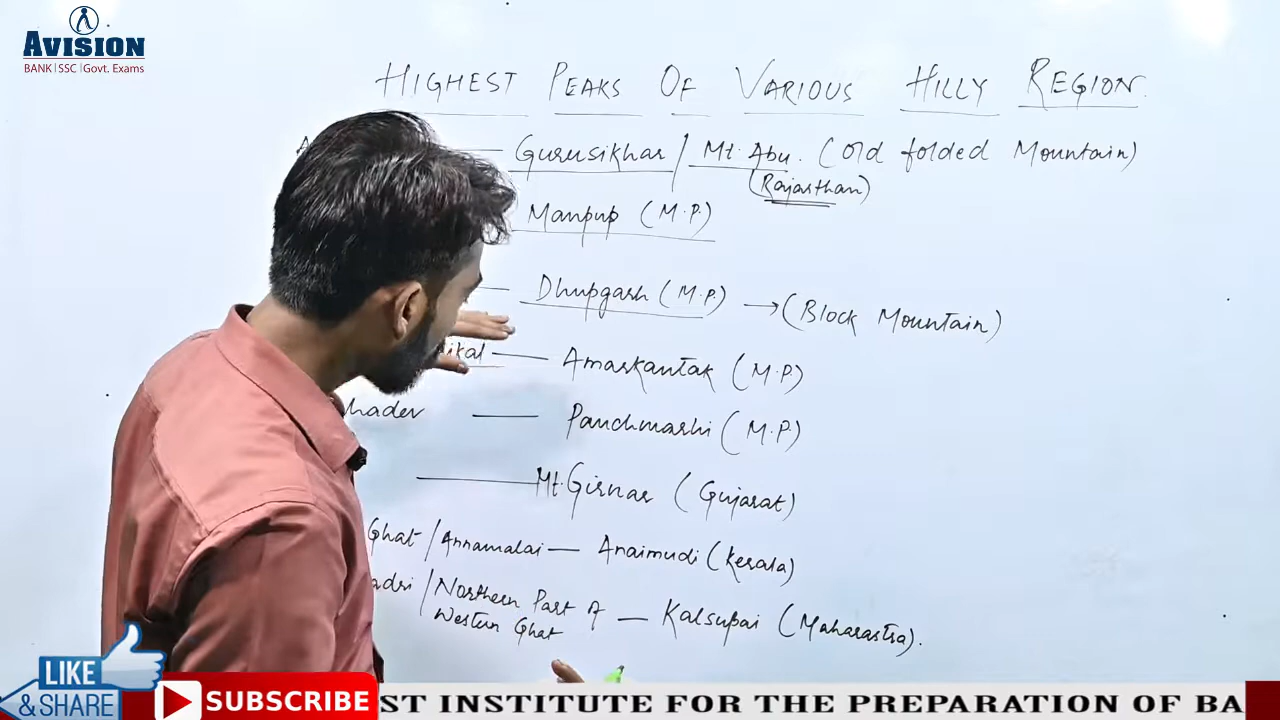 AVISION
BANK | SSC | Govt. Exams
HIGHEST PEAKS OF VARIOUS HILLY REGION
Gurusikhar / Mt. Abu. (old folded Mountain)
(Rajasthan)
Manpup (M.P.)
Dhupgarh (M.P.) → (Block Mountain)
ikal — Amarkantak (M.P)
hadev — Panchmarhi (M.P)
— Mt. Girnar (Gujarat)
Ghat / Annamalai — Anaimudi (Kerala)
adri / Northern Part of — Kalsubai (Maharastra).
Western Ghat
LIKE
& SHARE
SUBSCRIBE
ST INSTITUTE FOR THE PREPARATION OF BA